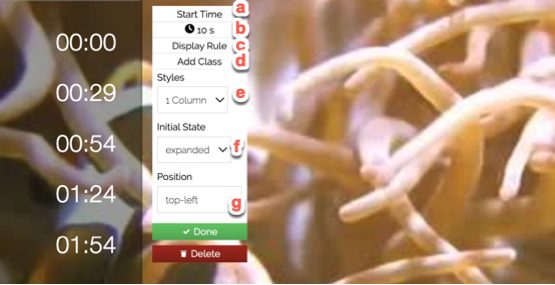 00:00
00:29
00:54
01:24
01:54
Start Time a
10 s b
Display Rule c
Add Class d
Styles
1 Column e
Initial State
expanded f
Position
top-left g
Done
Delete